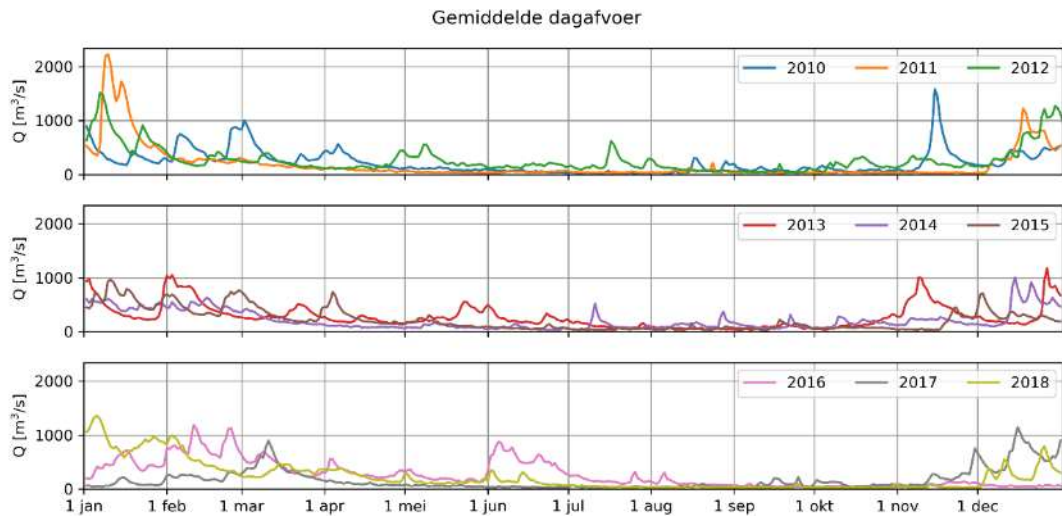 Gemiddelde dagafvoer
Q [m³/s]
2000
1000
0
2010 2011 2012
Q [m³/s]
2000
1000
0
2013 2014 2015
Q [m³/s]
2000
1000
0
2016 2017 2018
1 jan 1 feb 1 mar 1 apr 1 mei 1 jun 1 jul 1 aug 1 sep 1 okt 1 nov 1 dec